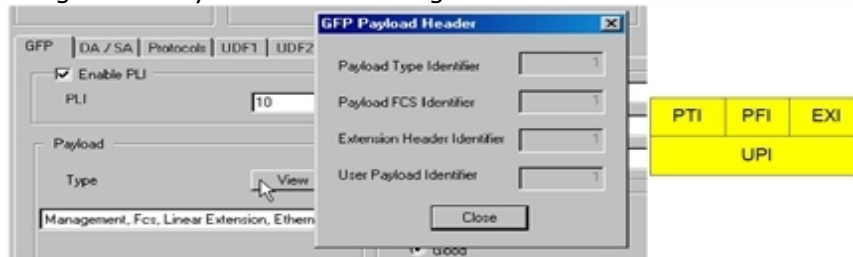 GFP Payload Header
GFP DA / SA Protocols UDF1 UDF2
Enable PLI
PLI 10
Payload
Type View
Management, Fcs, Linear Extension, Ethern
Payload Type Identifier 1
Payload FCS Identifier 1
Extension Header Identifier 1
User Payload Identifier 1
Close
Good
PTI PFI EXI
UPI